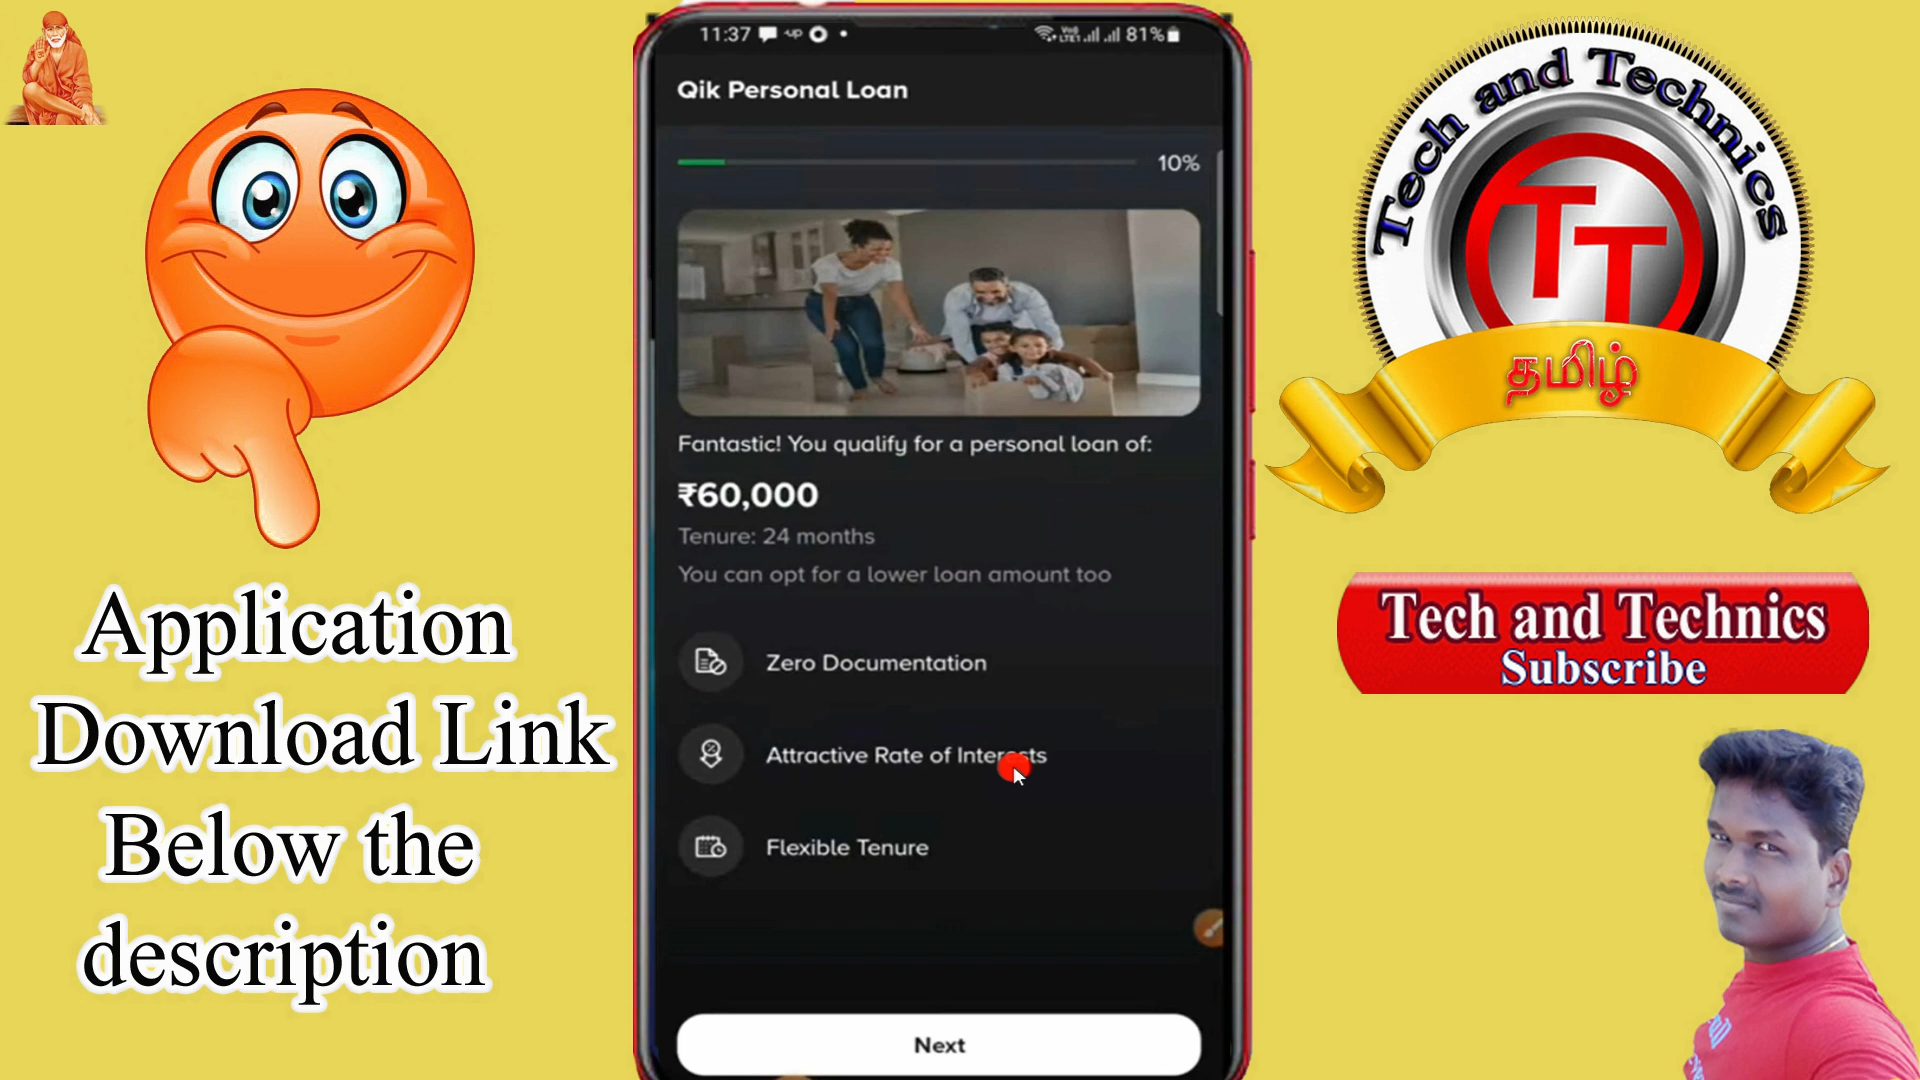 Application
Download Link
Below the
description
11:37
81%
Qik Personal Loan
10%
Fantastic! You qualify for a personal loan of:
₹60,000
Tenure: 24 months
You can opt for a lower loan amount too
Zero Documentation
Attractive Rate of Interests
Flexible Tenure
Next
Tech and Technics
TT
தமிழ்
Tech and Technics
Subscribe